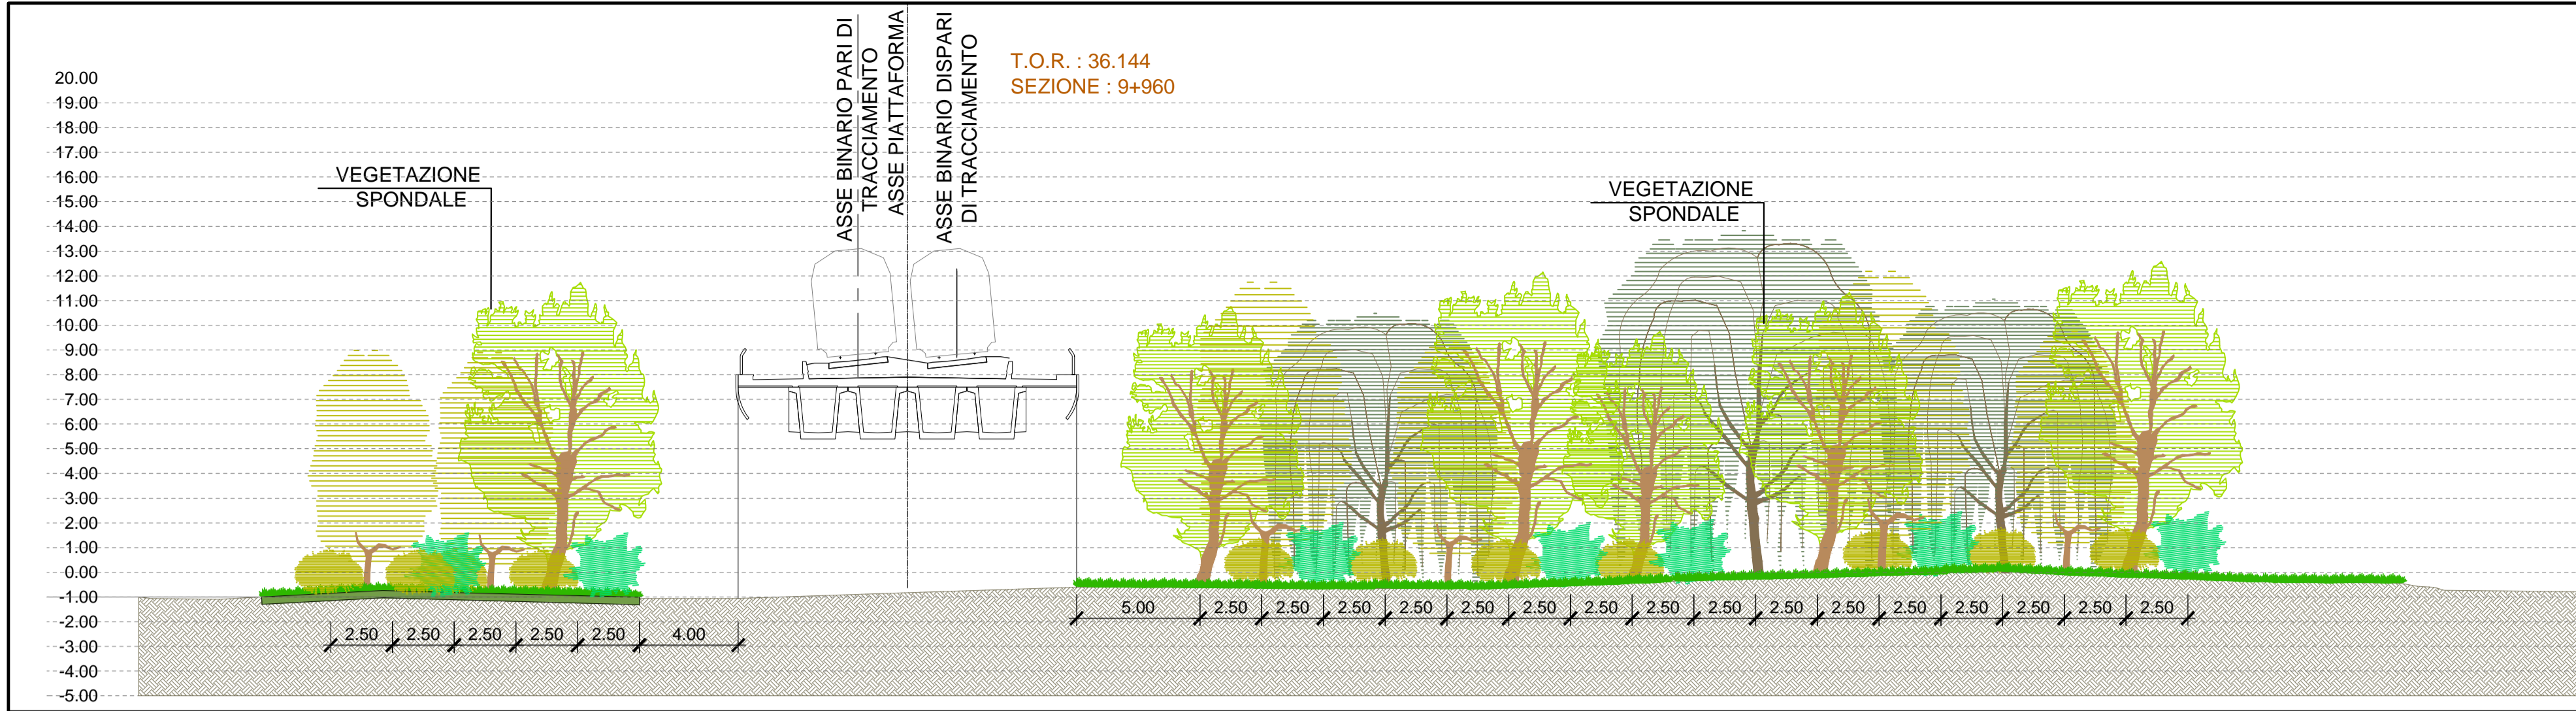 ASSE BINARIO PARI DI
TRACCIAMENTO
ASSE PIATTAFORMA
ASSE BINARIO DISPARI
DI TRACCIAMENTO
T.O.R. : 36.144
SEZIONE : 9+960
VEGETAZIONE
SPONDALE
VEGETAZIONE
SPONDALE
20.00
19.00
18.00
17.00
16.00
15.00
14.00
13.00
12.00
11.00
10.00
9.00
8.00
7.00
6.00
5.00
4.00
3.00
2.00
1.00
0.00
-1.00
-2.00
-3.00
-4.00
-5.00
2.50 2.50 2.50 2.50 2.50 4.00
5.00 2.50 2.50 2.50 2.50 2.50 2.50 2.50 2.50 2.50 2.50 2.50 2.50 2.50 2.50 2.50 2.50